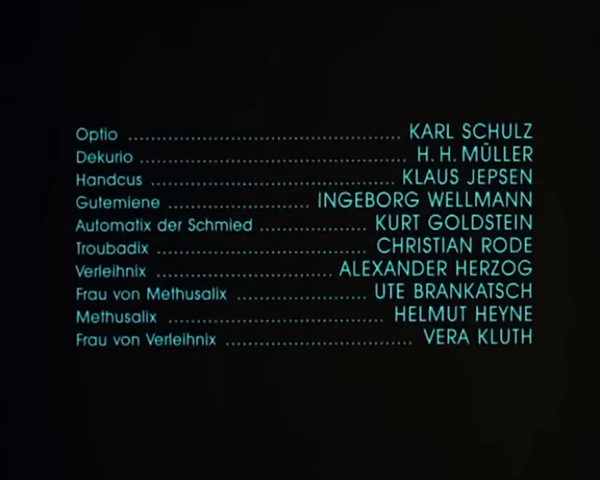 Optio ........................................ KARL SCHULZ
Dekurio ....................................... H. H. MÜLLER
Handcus .................................... KLAUS JEPSEN
Gutemiene ..................... INGEBORG WELLMANN
Automatix der Schmied ................ KURT GOLDSTEIN
Troubadix ................................ CHRISTIAN RODE
Verleihnix .......................... ALEXANDER HERZOG
Frau von Methusalix ................... UTE BRANKATSCH
Methusalix ................................ HELMUT HEYNE
Frau von Verleihnix ............................ VERA KLUTH